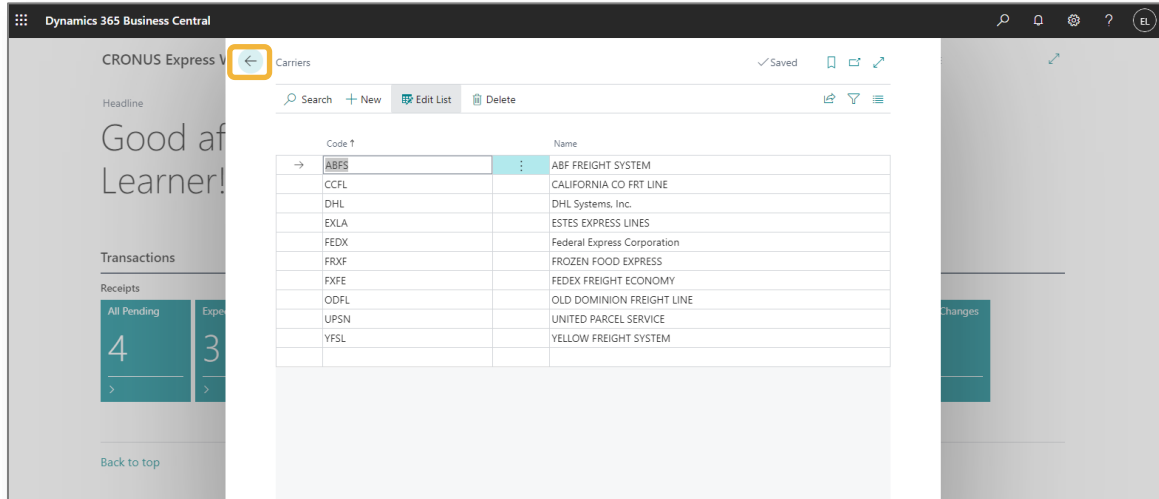 Dynamics 365 Business Central
?
EL
CRONUS Express
Carriers
Saved
Search New Edit List Delete
Headline
Good af
Learner!
Code ↑ Name
→ ABFS ABF FREIGHT SYSTEM
CCFL CALIFORNIA CO FRT LINE
DHL DHL Systems, Inc.
EXLA ESTES EXPRESS LINES
FEDX Federal Express Corporation
FRXF FROZEN FOOD EXPRESS
FXFE FEDEX FREIGHT ECONOMY
ODFL OLD DOMINION FREIGHT LINE
UPSN UNITED PARCEL SERVICE
YFSL YELLOW FREIGHT SYSTEM
Transactions
Receipts
All Pending
4
Expe
3
Changes
Back to top